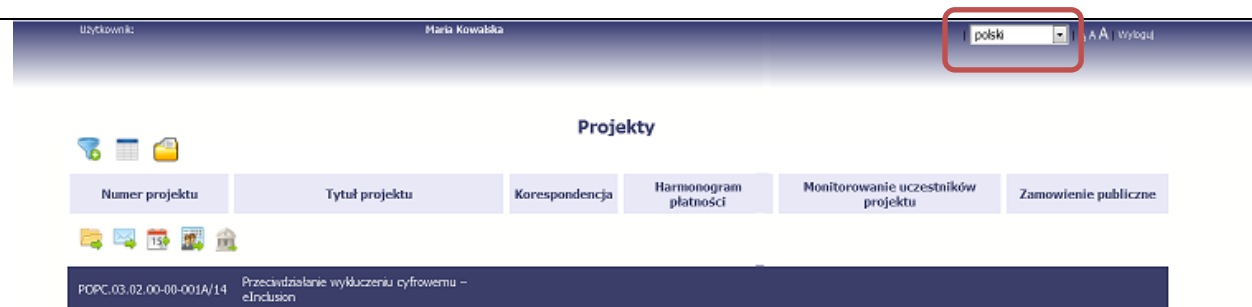 Użytkownik: Maria Kowalska | polski | A A A | Wyloguj
Projekty
Numer projektu Tytuł projektu Korespondencja Harmonogram płatności Monitorowanie uczestników projektu Zamowienie publiczne
15
POPC.03.02.00-00-001A/14 Przeciwdziałanie wykluczeniu cyfrowemu –
eInclusion